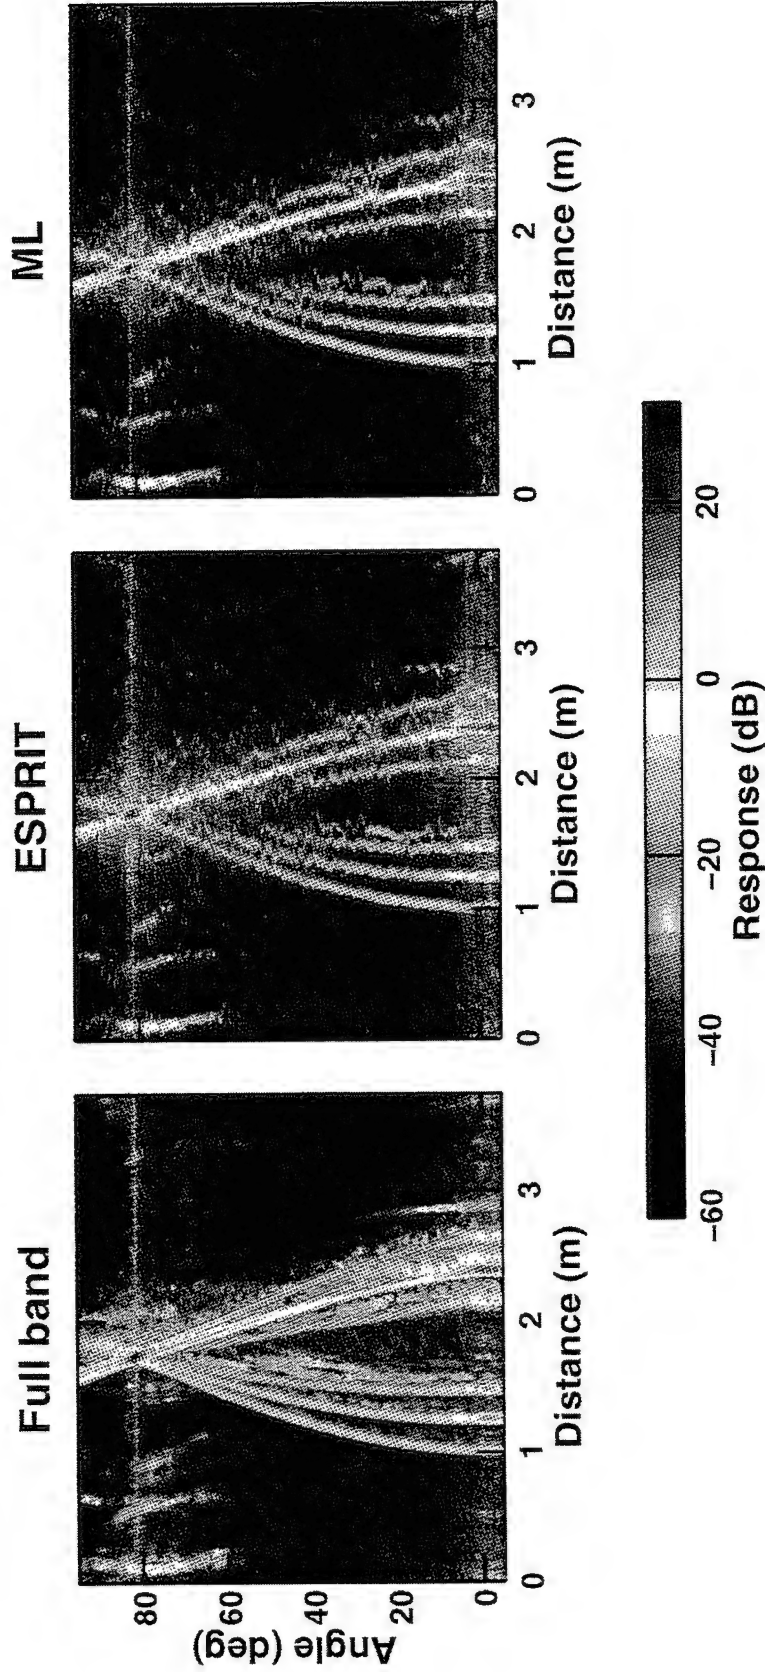 Full band
ESPRIT
ML
Angle (deg)
80
60
40
20
0
0 1 2 3
Distance (m)
0 1 2 3
Distance (m)
0 1 2 3
Distance (m)
−60 −40 −20 0 20
Response (dB)